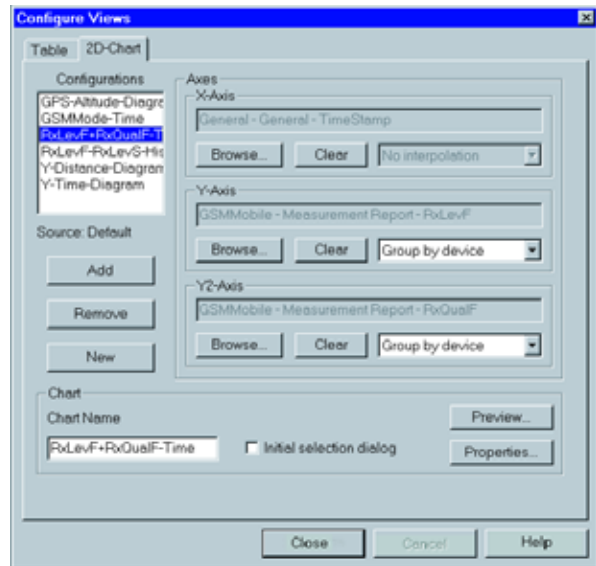 Configure Views
Table 2D-Chart
Configurations
GPS-Altitude-Diagra
GSMMode-Time
RxLevF+RxQualF-T
RxLevF-RxLevS-His
Y-Distance-Diagram
Y-Time-Diagram
Source: Default
Add
Remove
New
Axes
X-Axis
General - General - TimeStamp
Browse... Clear No interpolation
Y-Axis
GSMMobile - Measurement Report - RxLevF
Browse... Clear Group by device
Y2-Axis
GSMMobile - Measurement Report - RxQualF
Browse... Clear Group by device
Chart
Chart Name
RxLevF+RxQualF-Time
Initial selection dialog
Preview...
Properties...
Close Cancel Help